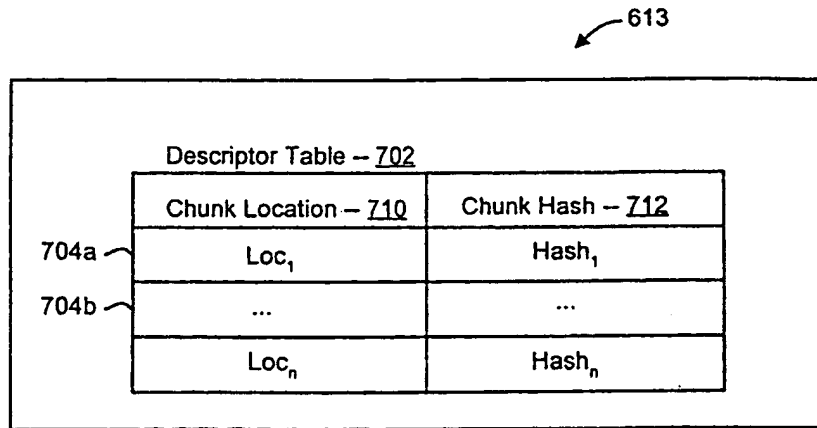 613
Descriptor Table – 702
Chunk Location – 710 Chunk Hash – 712
704a Loc₁ Hash₁
704b ... ...
Locₙ Hashₙ